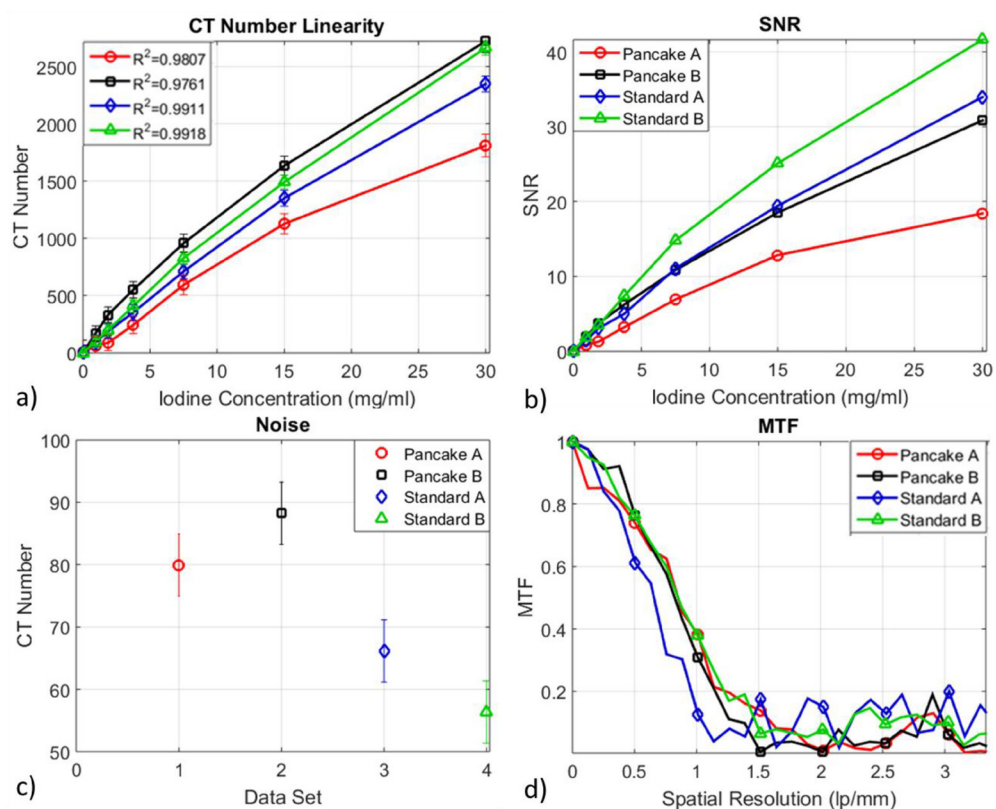 CT Number Linearity
R²=0.9807
R²=0.9761
R²=0.9911
R²=0.9918
2500
2000
1500
1000
500
0
CT Number
0 5 10 15 20 25 30
Iodine Concentration (mg/ml)
a)
SNR
Pancake A
Pancake B
Standard A
Standard B
40
30
20
10
0
SNR
0 5 10 15 20 25 30
Iodine Concentration (mg/ml)
b)
Noise
Pancake A
Pancake B
Standard A
Standard B
100
90
80
70
60
50
CT Number
0 1 2 3 4
Data Set
c)
MTF
Pancake A
Pancake B
Standard A
Standard B
1
0.8
0.6
0.4
0.2
MTF
0 0.5 1 1.5 2 2.5 3
Spatial Resolution (lp/mm)
d)